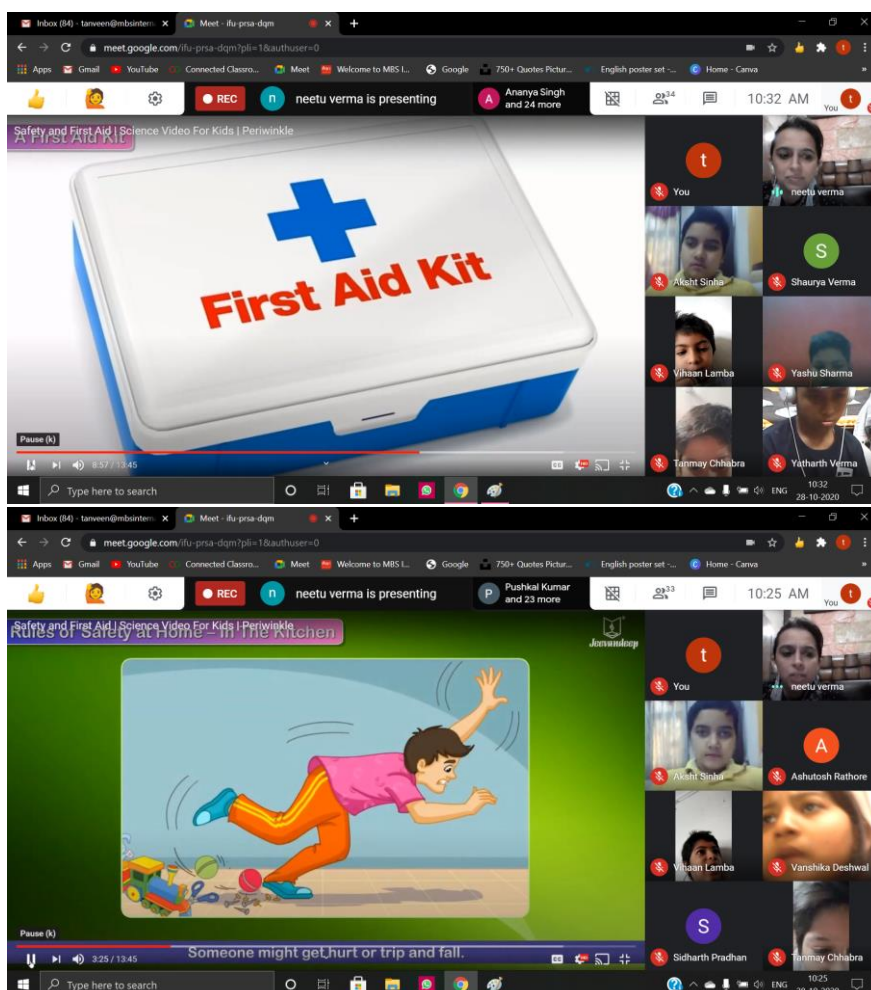 Inbox (84) - tanveen@mbsintern
Meet - ifu-prsa-dqm
meet.google.com/ifu-prsa-dqm?pli=1&authuser=0
Apps Gmail YouTube Connected Classro... Meet Welcome to MBS I... Google 750+ Quotes Pictur... English poster set -... Home - Canva
REC n neetu verma is presenting A Ananya Singh and 24 more 34 10:32 AM You t
Safety and First Aid | Science Video For Kids | Periwinkle
A First Aid Kit
First Aid Kit
t
You
neetu verma
Aksht Sinha
S
Shaurya Verma
Vihaan Lamba
Yashu Sharma
Tanmay Chhabra
Yatharth Verma
Pause (k)
8:57 / 13:45
Type here to search
ENG
10:32
28-10-2020
Inbox (84) - tanveen@mbsintern
Meet - ifu-prsa-dqm
meet.google.com/ifu-prsa-dqm?pli=1&authuser=0
Apps Gmail YouTube Connected Classro... Meet Welcome to MBS I... Google 750+ Quotes Pictur... English poster set -... Home - Canva
REC n neetu verma is presenting P Pushkal Kumar and 23 more 33 10:25 AM You t
Safety and First Aid | Science Video For Kids | Periwinkle
Rules of Safety at Home – In The Kitchen
Jeevandeep
t
You
neetu verma
Aksht Sinha
A
Ashutosh Rathore
Vihaan Lamba
Vanshika Deshwal
S
Sidharth Pradhan
Tanmay Chhabra
Pause (k)
3:25 / 13:45
Someone might get hurt or trip and fall.
Type here to search
ENG
10:25